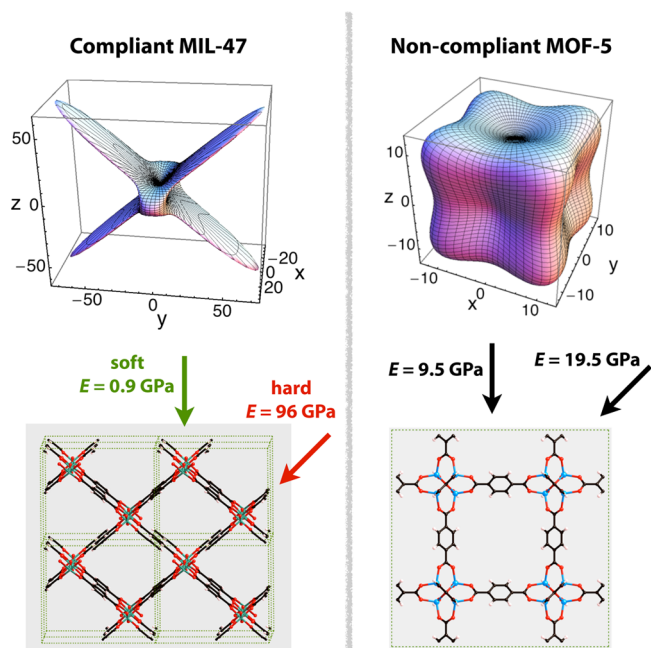 Compliant MIL-47
Non-compliant MOF-5
50
z 0
−50
−50
0
y
50
−20
0
x
20
10
z 0
−10
−10
0
x
10
10
0
y
−10
soft
E = 0.9 GPa
hard
E = 96 GPa
E = 9.5 GPa
E = 19.5 GPa